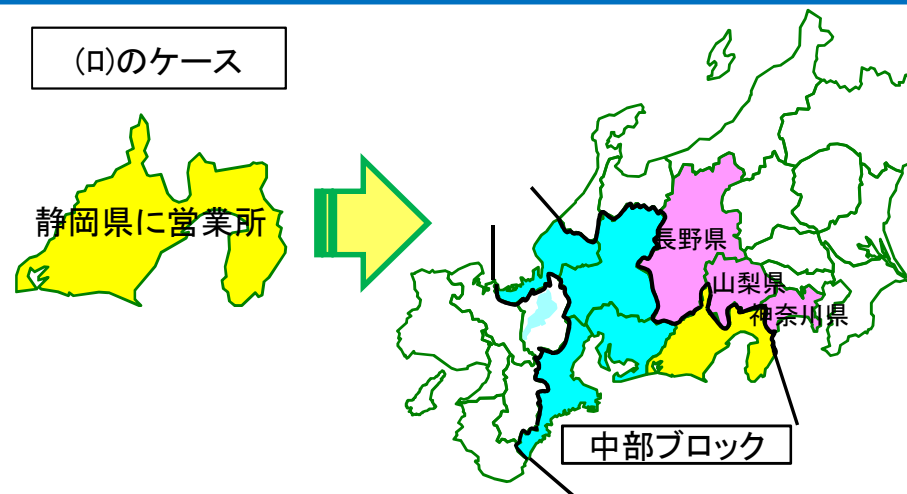 (ロ)のケース
静岡県に営業所
長野県
山梨県
神奈川県
中部ブロック